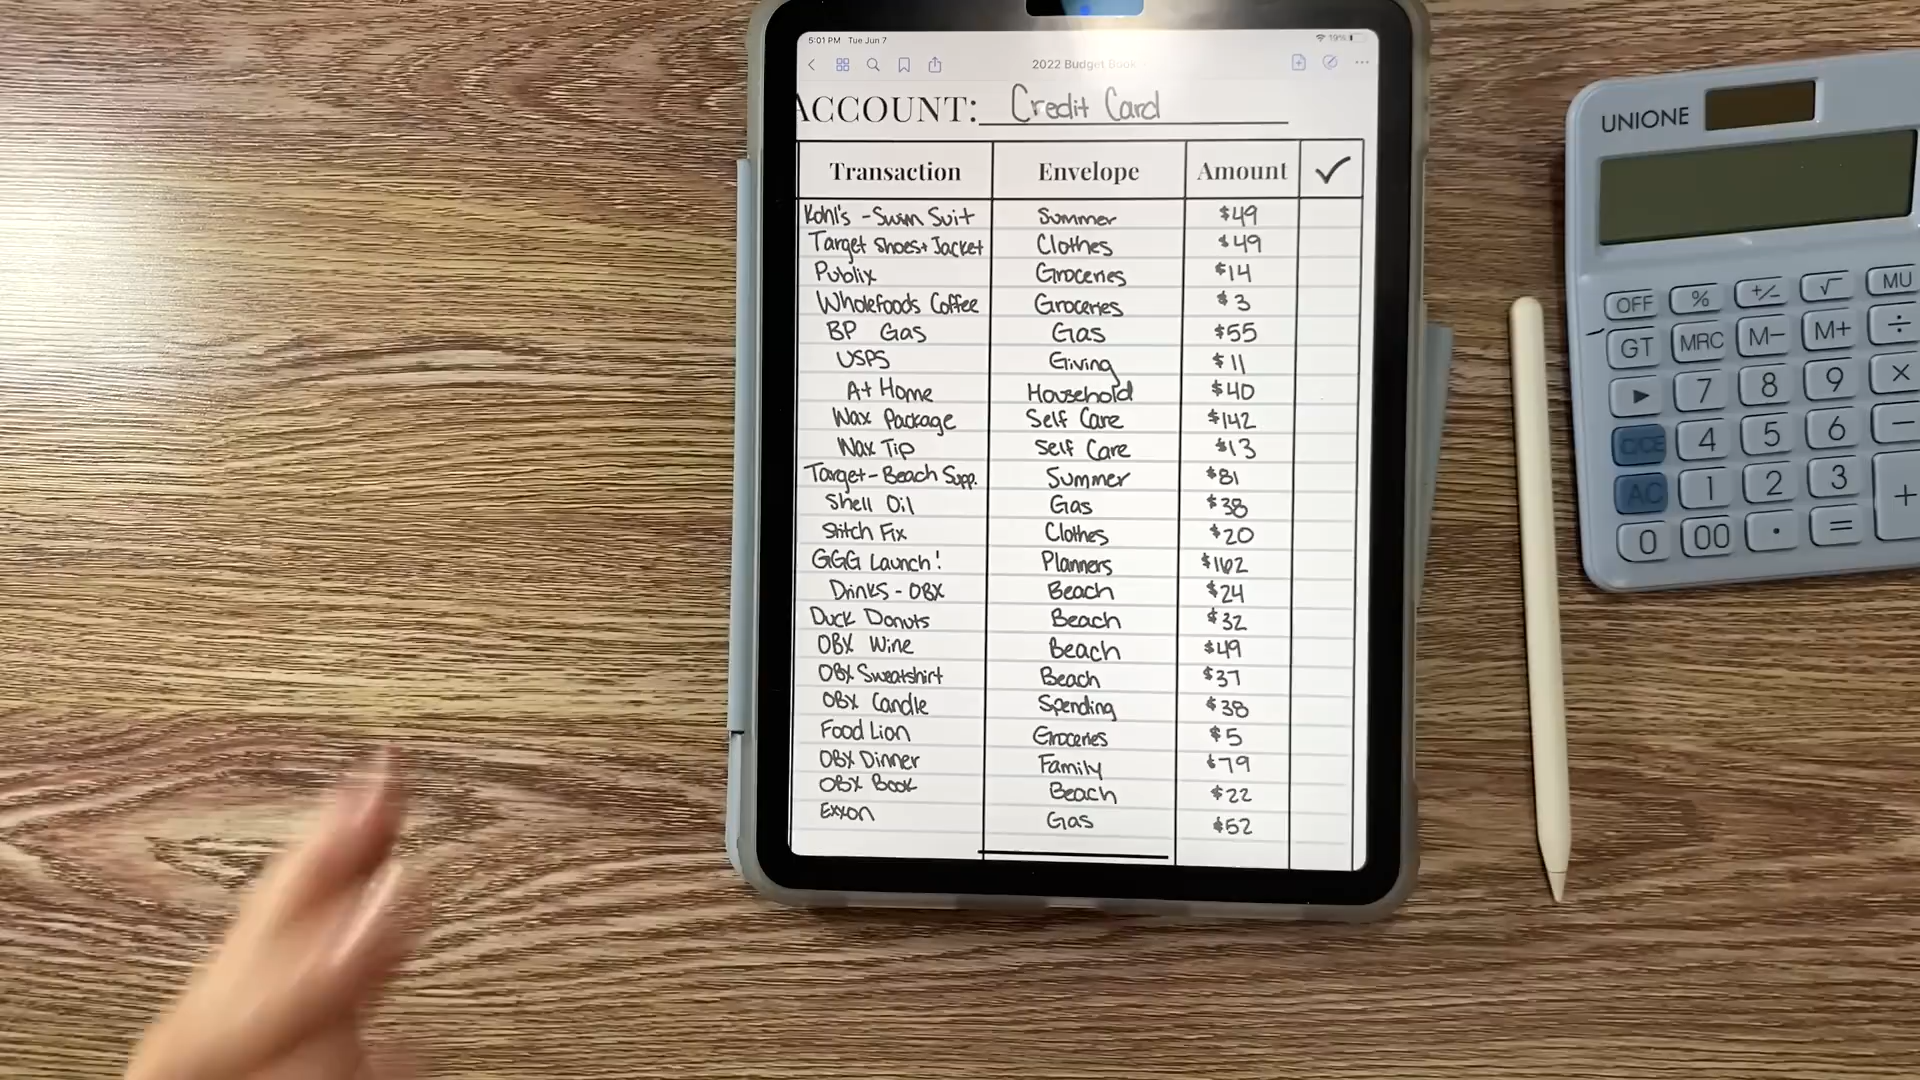 5:01 PM Tue Jun 7
19%
2022 Budget Book
ACCOUNT: Credit Card
Transaction Envelope Amount ✓
Kohl's - Swim Suit Summer $49
Target Shoes + Jacket Clothes $49
Publix Groceries $14
Wholefoods Coffee Groceries $3
BP Gas Gas $55
USPS Giving $11
At Home Household $40
Wax Package Self Care $142
Wax Tip Self Care $13
Target - Beach Supp. Summer $81
Shell Oil Gas $38
Stitch Fix Clothes $20
GGG Launch! Planners $162
Drinks - OBX Beach $24
Duck Donuts Beach $32
OBX Wine Beach $49
OBX Sweatshirt Beach $37
OBX Candle Spending $38
Food Lion Groceries $5
OBX Dinner Family $79
OBX Book Beach $22
Exxon Gas $52
UNIONE
OFF % +/- √ MU
GT MRC M- M+ ÷
▶ 7 8 9 ×
C/CE 4 5 6 −
AC 1 2 3 +
0 00 . =